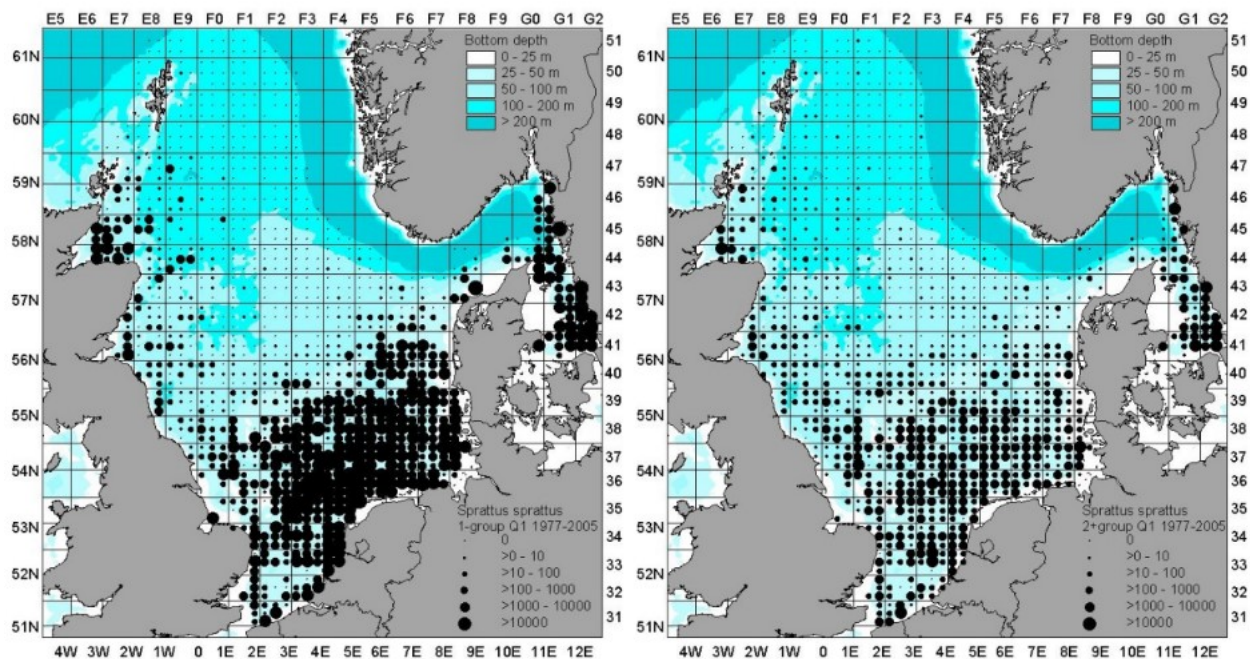 E5 E6 E7 E8 E9 F0 F1 F2 F3 F4 F5 F6 F7 F8 F9 G0 G1 G2
Bottom depth
0 - 25 m
25 - 50 m
50 - 100 m
100 - 200 m
> 200 m
61N
60N
59N
58N
57N
56N
55N
54N
53N
52N
51N
51
50
49
48
47
46
45
44
43
42
41
40
39
38
37
36
35
34
33
32
31
Sprattus sprattus
1-group Q1 1977-2005
0
>0 - 10
>10 - 100
>100 - 1000
>1000 - 10000
>10000
4W 3W 2W 1W 0 1E 2E 3E 4E 5E 6E 7E 8E 9E 10E 11E 12E
E5 E6 E7 E8 E9 F0 F1 F2 F3 F4 F5 F6 F7 F8 F9 G0 G1 G2
Bottom depth
0 - 25 m
25 - 50 m
50 - 100 m
100 - 200 m
> 200 m
61N
60N
59N
58N
57N
56N
55N
54N
53N
52N
51N
51
50
49
48
47
46
45
44
43
42
41
40
39
38
37
36
35
34
33
32
31
Sprattus sprattus
2+group Q1 1977-2005
0
>0 - 10
>10 - 100
>100 - 1000
>1000 - 10000
>10000
4W 3W 2W 1W 0 1E 2E 3E 4E 5E 6E 7E 8E 9E 10E 11E 12E